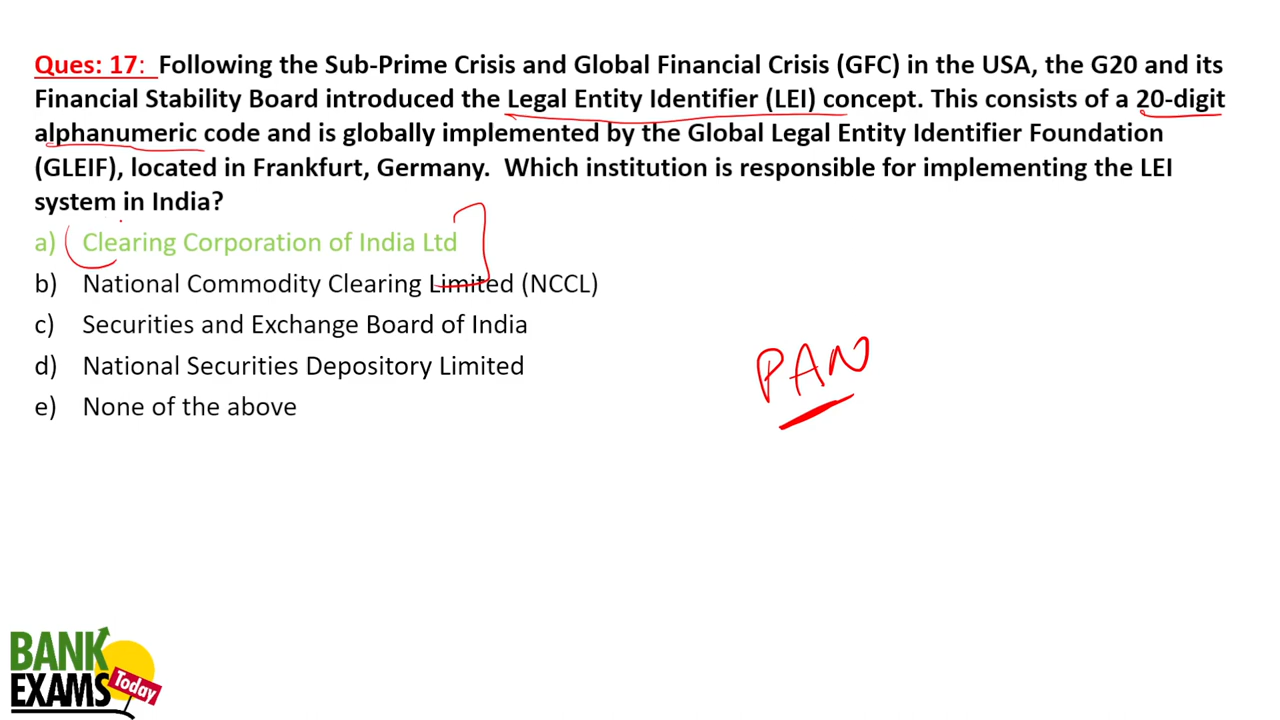 Ques: 17: Following the Sub-Prime Crisis and Global Financial Crisis (GFC) in the USA, the G20 and its
Financial Stability Board introduced the Legal Entity Identifier (LEI) concept. This consists of a 20-digit
alphanumeric code and is globally implemented by the Global Legal Entity Identifier Foundation
(GLEIF), located in Frankfurt, Germany. Which institution is responsible for implementing the LEI
system in India?
a) Clearing Corporation of India Ltd
b) National Commodity Clearing Limited (NCCL)
c) Securities and Exchange Board of India
d) National Securities Depository Limited
e) None of the above
PAN
BANK
EXAMS
Today